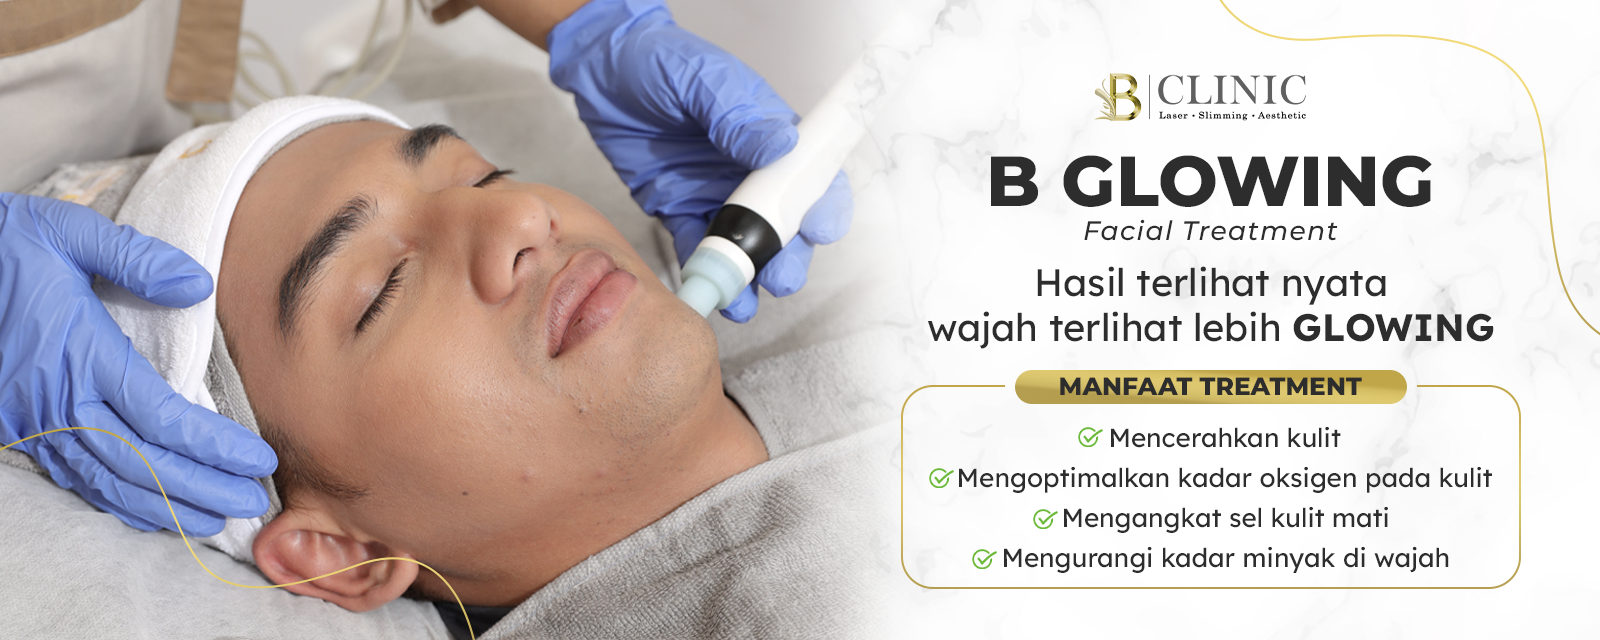 B CLINIC
Laser • Slimming • Aesthetic
B GLOWING
Facial Treatment
Hasil terlihat nyata
wajah terlihat lebih GLOWING
MANFAAT TREATMENT
Mencerahkan kulit
Mengoptimalkan kadar oksigen pada kulit
Mengangkat sel kulit mati
Mengurangi kadar minyak di wajah